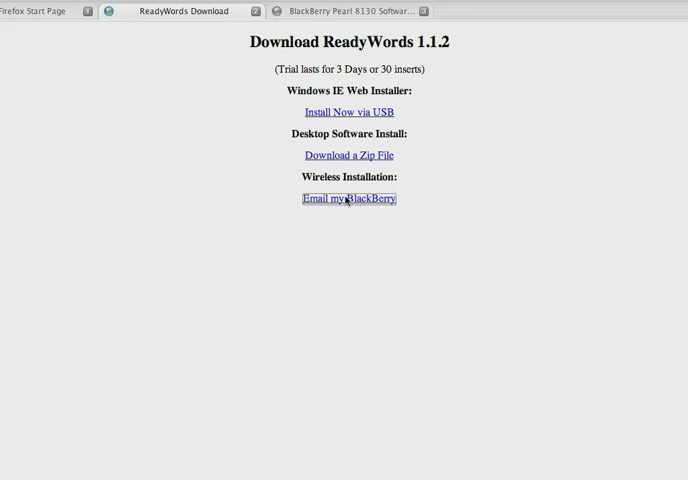 Firefox Start Page
ReadyWords Download
BlackBerry Pearl 8130 Softwar...
Download ReadyWords 1.1.2
(Trial lasts for 3 Days or 30 inserts)
Windows IE Web Installer:
Install Now via USB
Desktop Software Install:
Download a Zip File
Wireless Installation:
Email my BlackBerry